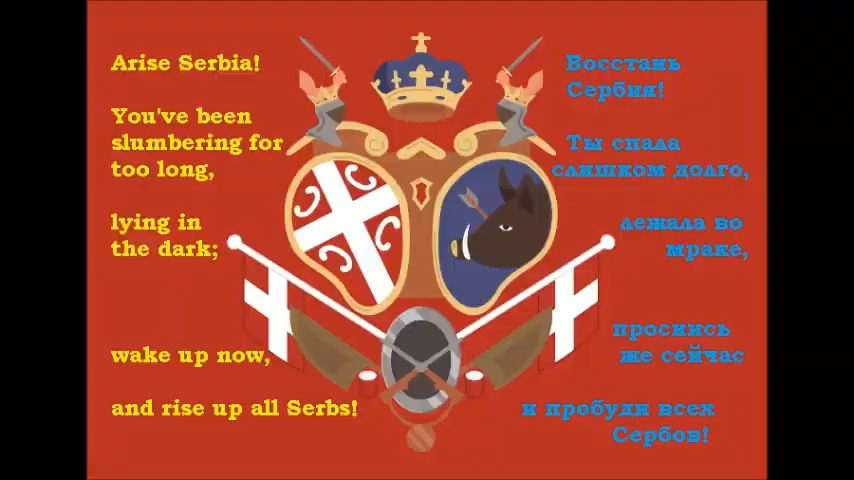 Arise Serbia!
You've been
slumbering for
too long,
lying in
the dark;
wake up now,
and rise up all Serbs!
Восстань
Сербия!
Ты спала
слишком долго,
лежала во
мраке,
проснись
же сейчас
и пробуди всех
Сербов!